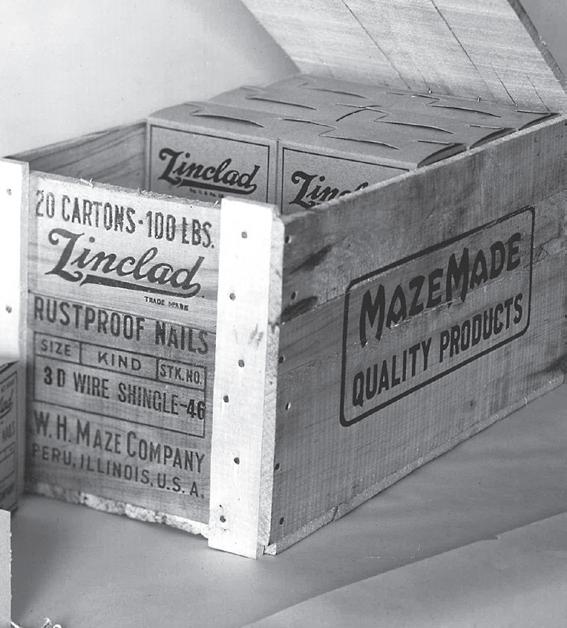 Zinclad
Zinc
20 CARTONS-100 LBS.
Zinclad
TRADE MARK
RUSTPROOF NAILS
SIZE KIND STK.NO.
3D WIRE SHINGLE-46
W.H. MAZE COMPANY
PERU, ILLINOIS, U.S.A.
MAZEMADE
QUALITY PRODUCTS